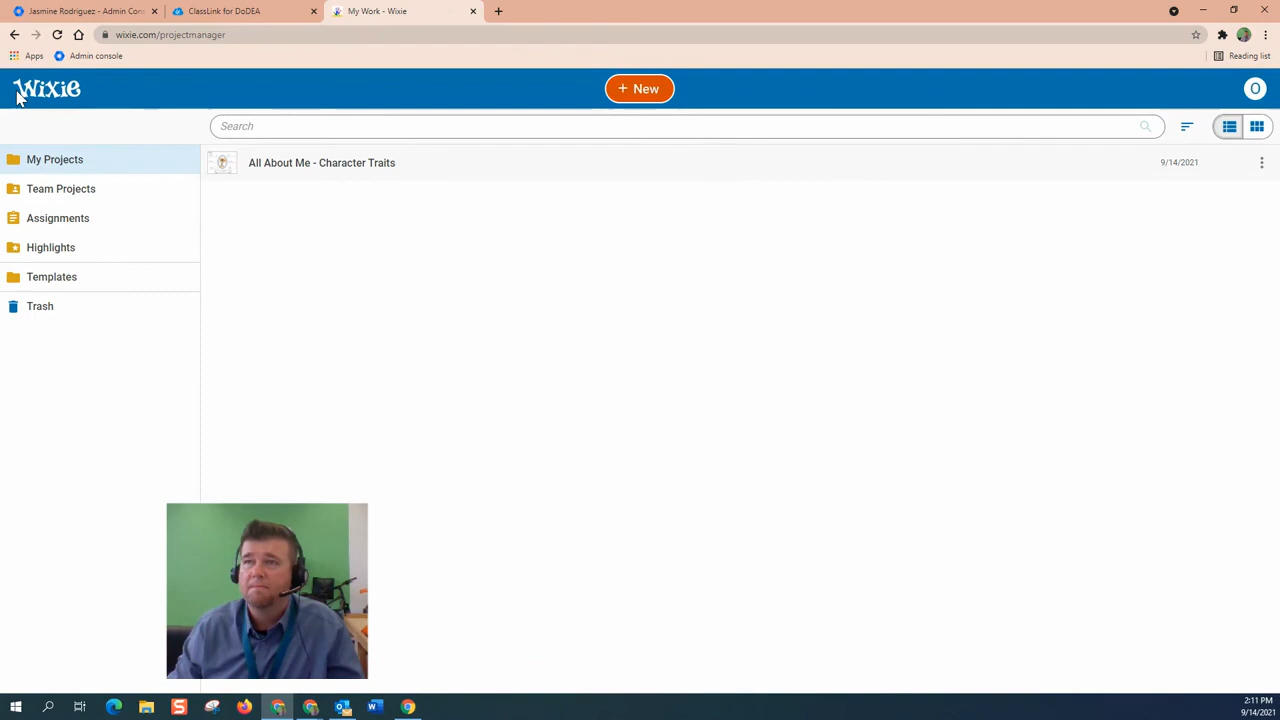 Jasmine Rodriguez - Admin Con
ClassLink for DoDEA
My Work - Wixie
wixie.com/projectmanager
Apps
Admin console
Reading list
Wixie
+ New
O
Search
My Projects
All About Me - Character Traits
9/14/2021
Team Projects
Assignments
Highlights
Templates
Trash
2:11 PM
9/14/2021